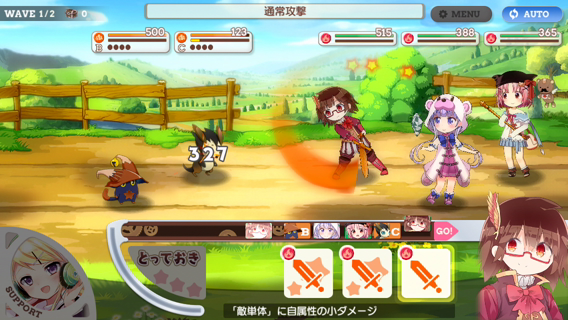 WAVE 1/2
0
通常攻撃
MENU
AUTO
500
B
123
C
515
388
365
327
B
C
GO!
とっておき
SUPPORT
「敵単体」に自属性の小ダメージ